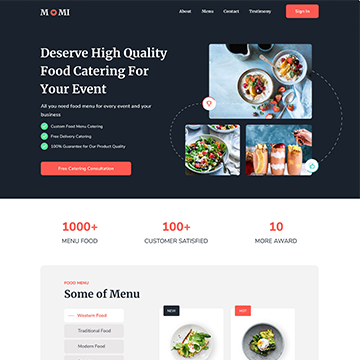 MOMI
About Menu Contact Testimony
Sign In
Deserve High Quality
Food Catering For
Your Event
All you need food menu for every event and your
business
Custom Food Menu Catering
Free Delivery Catering
100% Guarantee for Our Product Quality
Free Catering Consultation
1000+
MENU FOOD
100+
CUSTOMER SATISFIED
10
MORE AWARD
FOOD MENU
Some of Menu
Western Food
Traditional Food
Modern Food
NEW
HOT